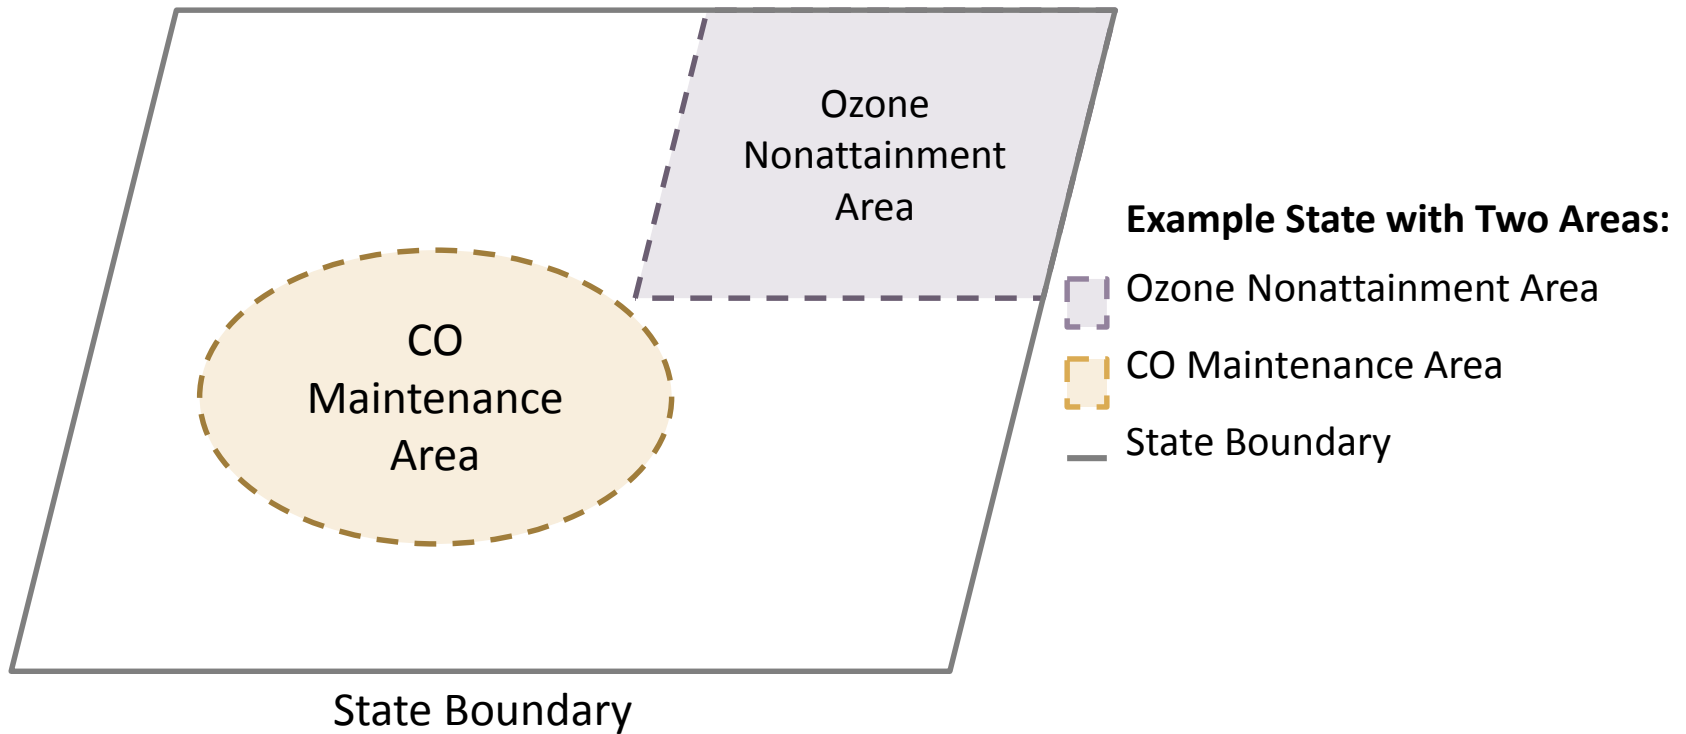 Ozone
Nonattainment
Area
CO
Maintenance
Area
State Boundary
Example State with Two Areas:
Ozone Nonattainment Area
CO Maintenance Area
State Boundary